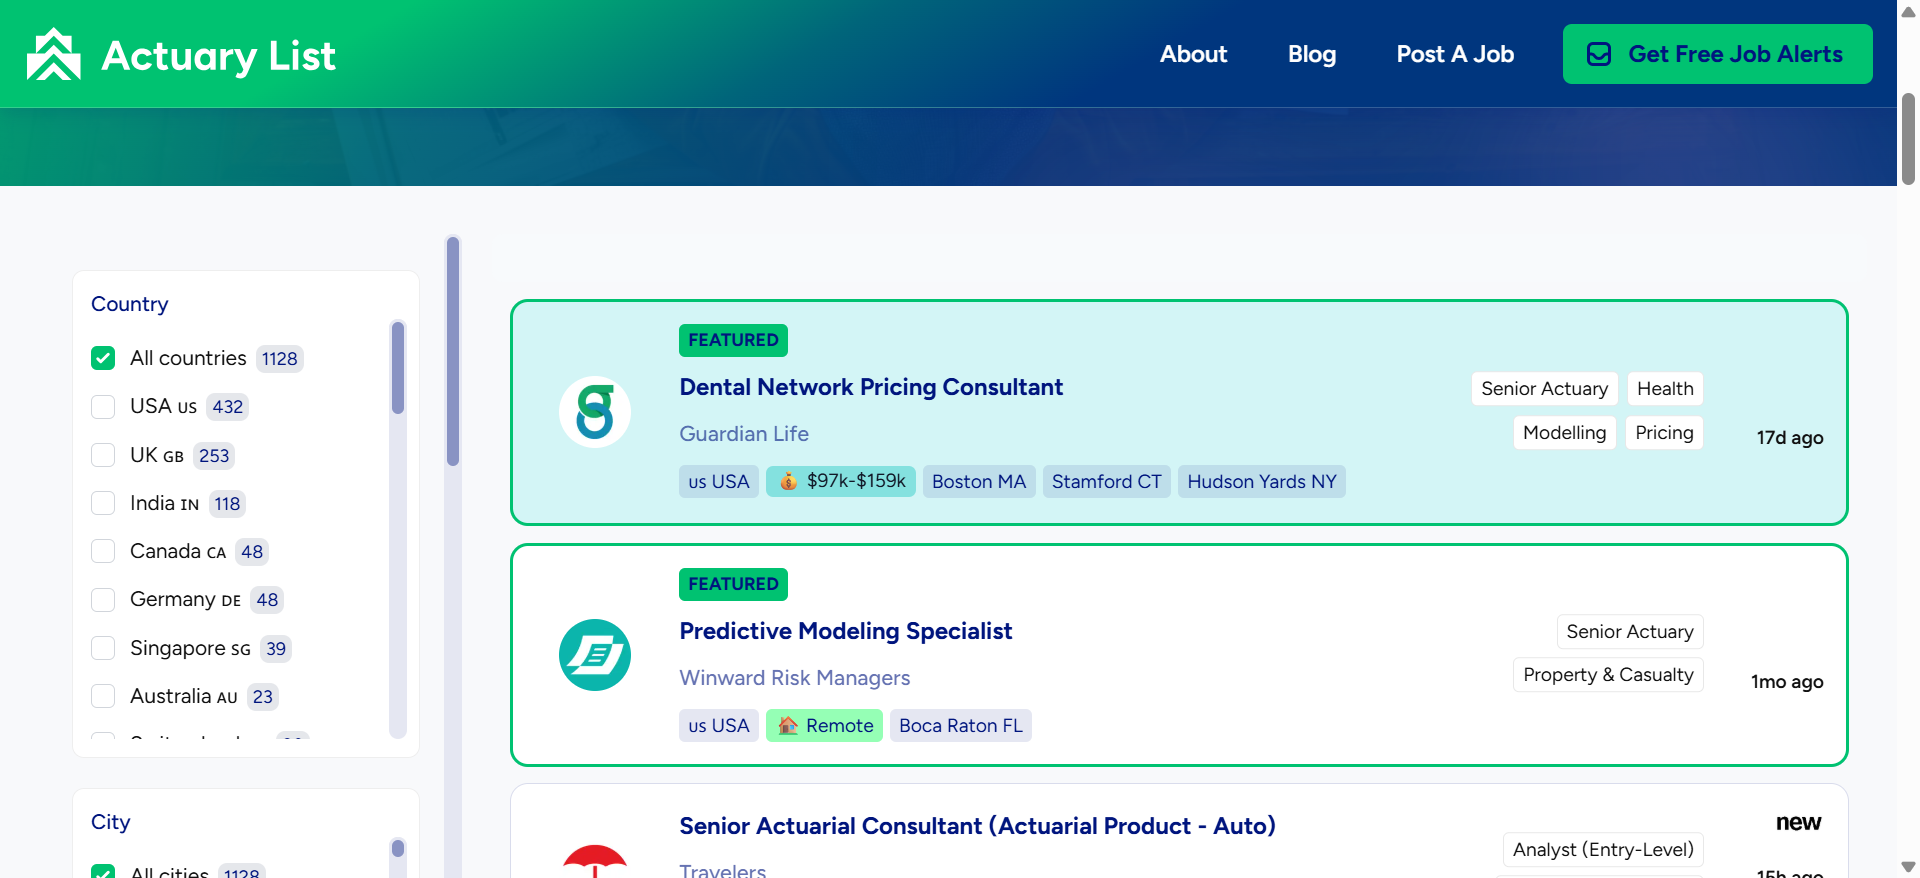 Actuary List
About
Blog
Post A Job
Get Free Job Alerts
Country
All countries 1128
USA US 432
UK GB 253
India IN 118
Canada CA 48
Germany DE 48
Singapore SG 39
Australia AU 23
City
All cities 1128
FEATURED
Dental Network Pricing Consultant
Guardian Life
us USA
$97k-$159k
Boston MA
Stamford CT
Hudson Yards NY
Senior Actuary
Health
Modelling
Pricing
17d ago
FEATURED
Predictive Modeling Specialist
Winward Risk Managers
us USA
Remote
Boca Raton FL
Senior Actuary
Property & Casualty
1mo ago
Senior Actuarial Consultant (Actuarial Product - Auto)
Travelers
Analyst (Entry-Level)
new
15h ago